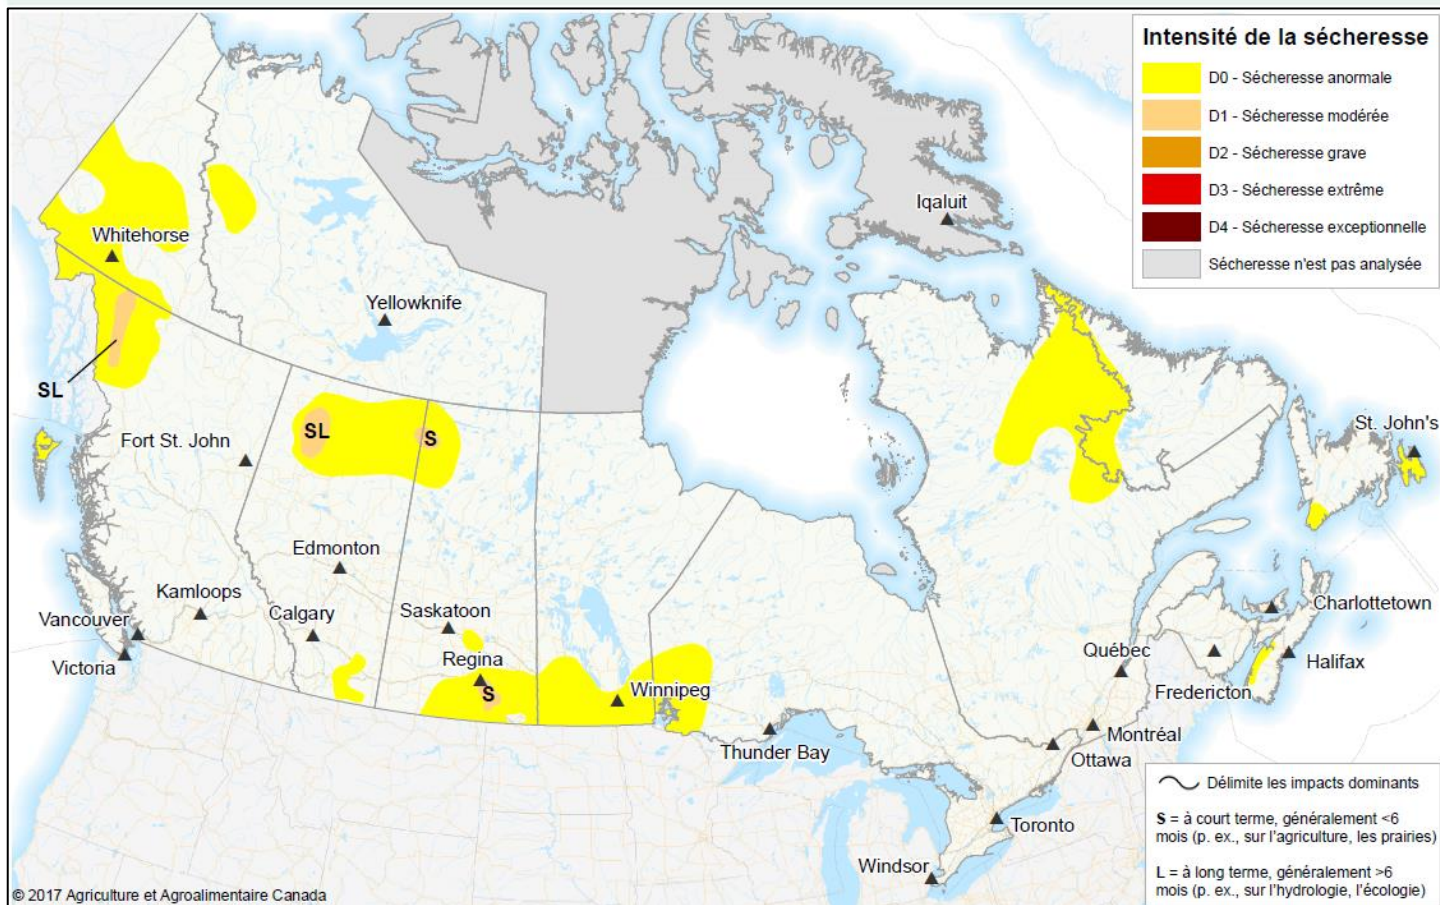 Intensité de la sécheresse
D0 - Sécheresse anormale
D1 - Sécheresse modérée
D2 - Sécheresse grave
D3 - Sécheresse extrême
D4 - Sécheresse exceptionnelle
Sécheresse n'est pas analysée
Iqaluit
Whitehorse
Yellowknife
SL
Fort St. John
SL
S
St. John's
Edmonton
Kamloops
Calgary
Saskatoon
Vancouver
Victoria
Regina
S
Winnipeg
Charlottetown
Québec
Halifax
Fredericton
Thunder Bay
Montréal
Ottawa
Toronto
Windsor
Délimite les impacts dominants
S = à court terme, généralement <6
mois (p. ex., sur l'agriculture, les prairies)
L = à long terme, généralement >6
mois (p. ex., sur l'hydrologie, l'écologie)
© 2017 Agriculture et Agroalimentaire Canada